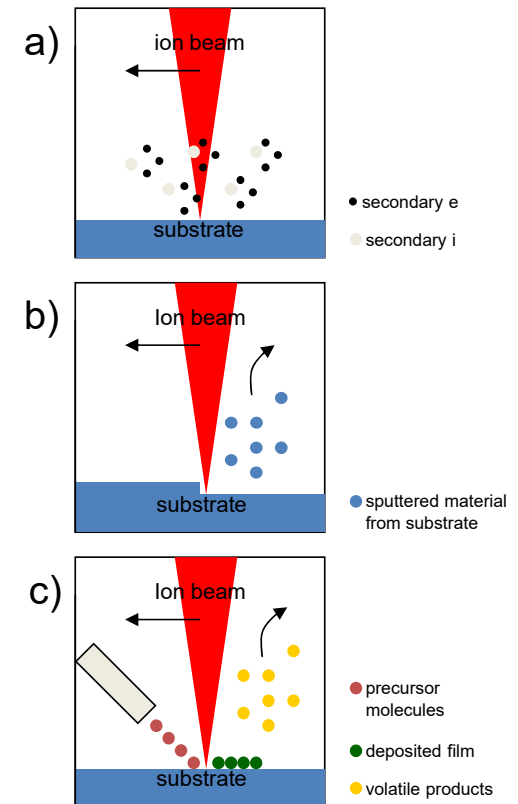 a)
ion beam
substrate
secondary e
secondary i
b)
Ion beam
substrate
sputtered material
from substrate
c)
Ion beam
substrate
precursor
molecules
deposited film
volatile products